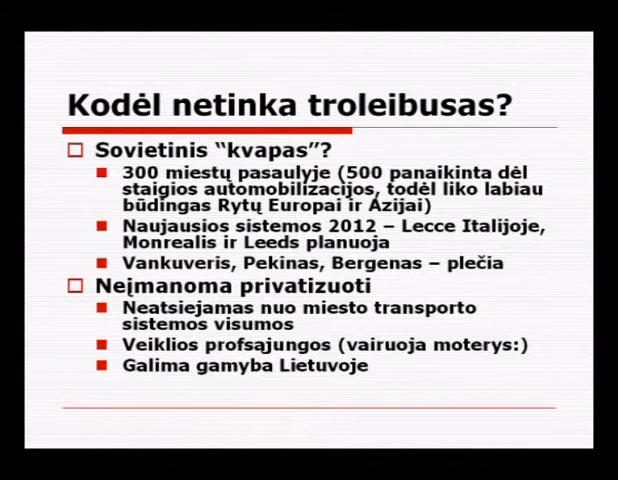 Kodėl netinka troleibusas?
Sovietinis “kvapas”?
300 miestų pasaulyje (500 panaikinta dėl
staigios automobilizacijos, todėl liko labiau
būdingas Rytų Europai ir Azijai)
Naujausios sistemos 2012 – Lecce Italijoje,
Monrealis ir Leeds planuoja
Vankuveris, Pekinas, Bergenas – plečia
Neįmanoma privatizuoti
Neatsiejamas nuo miesto transporto
sistemos visumos
Veiklios profsąjungos (vairuoja moterys:)
Galima gamyba Lietuvoje